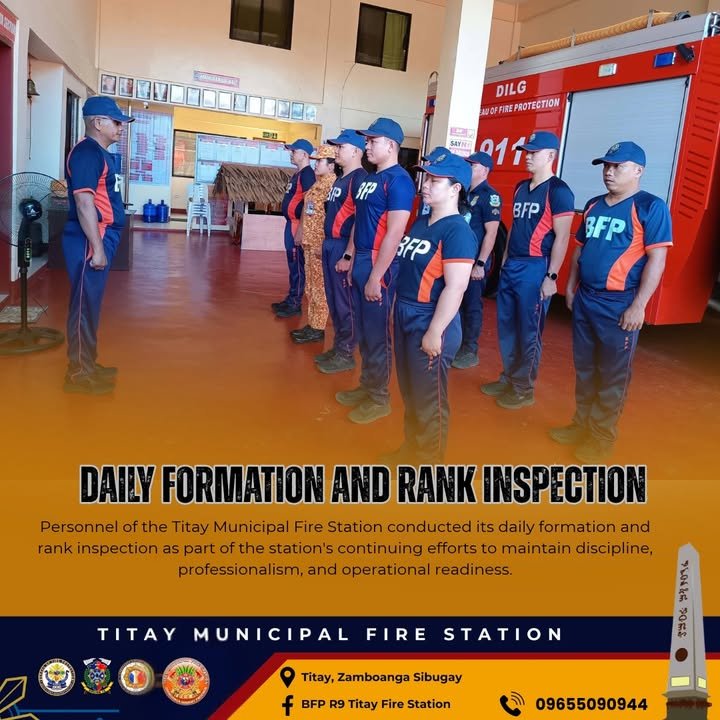 DILG
BUREAU OF FIRE PROTECTION
911
BFP
BFP
BFP
BFP
BFP
DAILY FORMATION AND RANK INSPECTION
Personnel of the Titay Municipal Fire Station conducted its daily formation and
rank inspection as part of the station's continuing efforts to maintain discipline,
professionalism, and operational readiness.
TITAY MUNICIPAL FIRE STATION
Titay, Zamboanga Sibugay
BFP R9 Titay Fire Station
09655090944